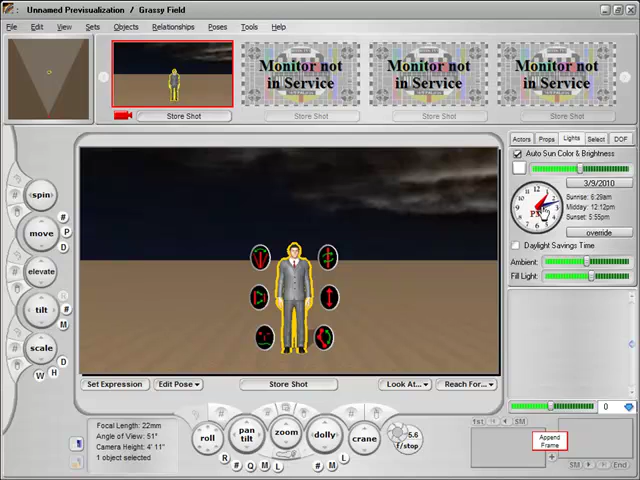 Unnamed Previsualization / Grassy Field
File Edit View Sets Objects Relationships Poses Tools Help
Monitor not in Service
Monitor not in Service
Monitor not in Service
Store Shot
Store Shot
Store Shot
Store Shot
Actors Props Lights Select DOF
Auto Sun Color & Brightness
3/9/2010
Sunrise: 6:29am
Midday: 12:12pm
Sunset: 5:55pm
override
Daylight Savings Time
Ambient:
Fill Light:
spin
move
# P D
elevate
tilt
# M
scale
W H D
Set Expression
Edit Pose
Store Shot
Look At...
Reach For...
0
Focal Length: 22mm
Angle of View: 51°
Camera Height: 4' 11"
1 object selected
roll
pan tilt
zoom
dolly
crane
5.6
f/stop
R # Q M L # M L
1st SM
Append Frame
SM End